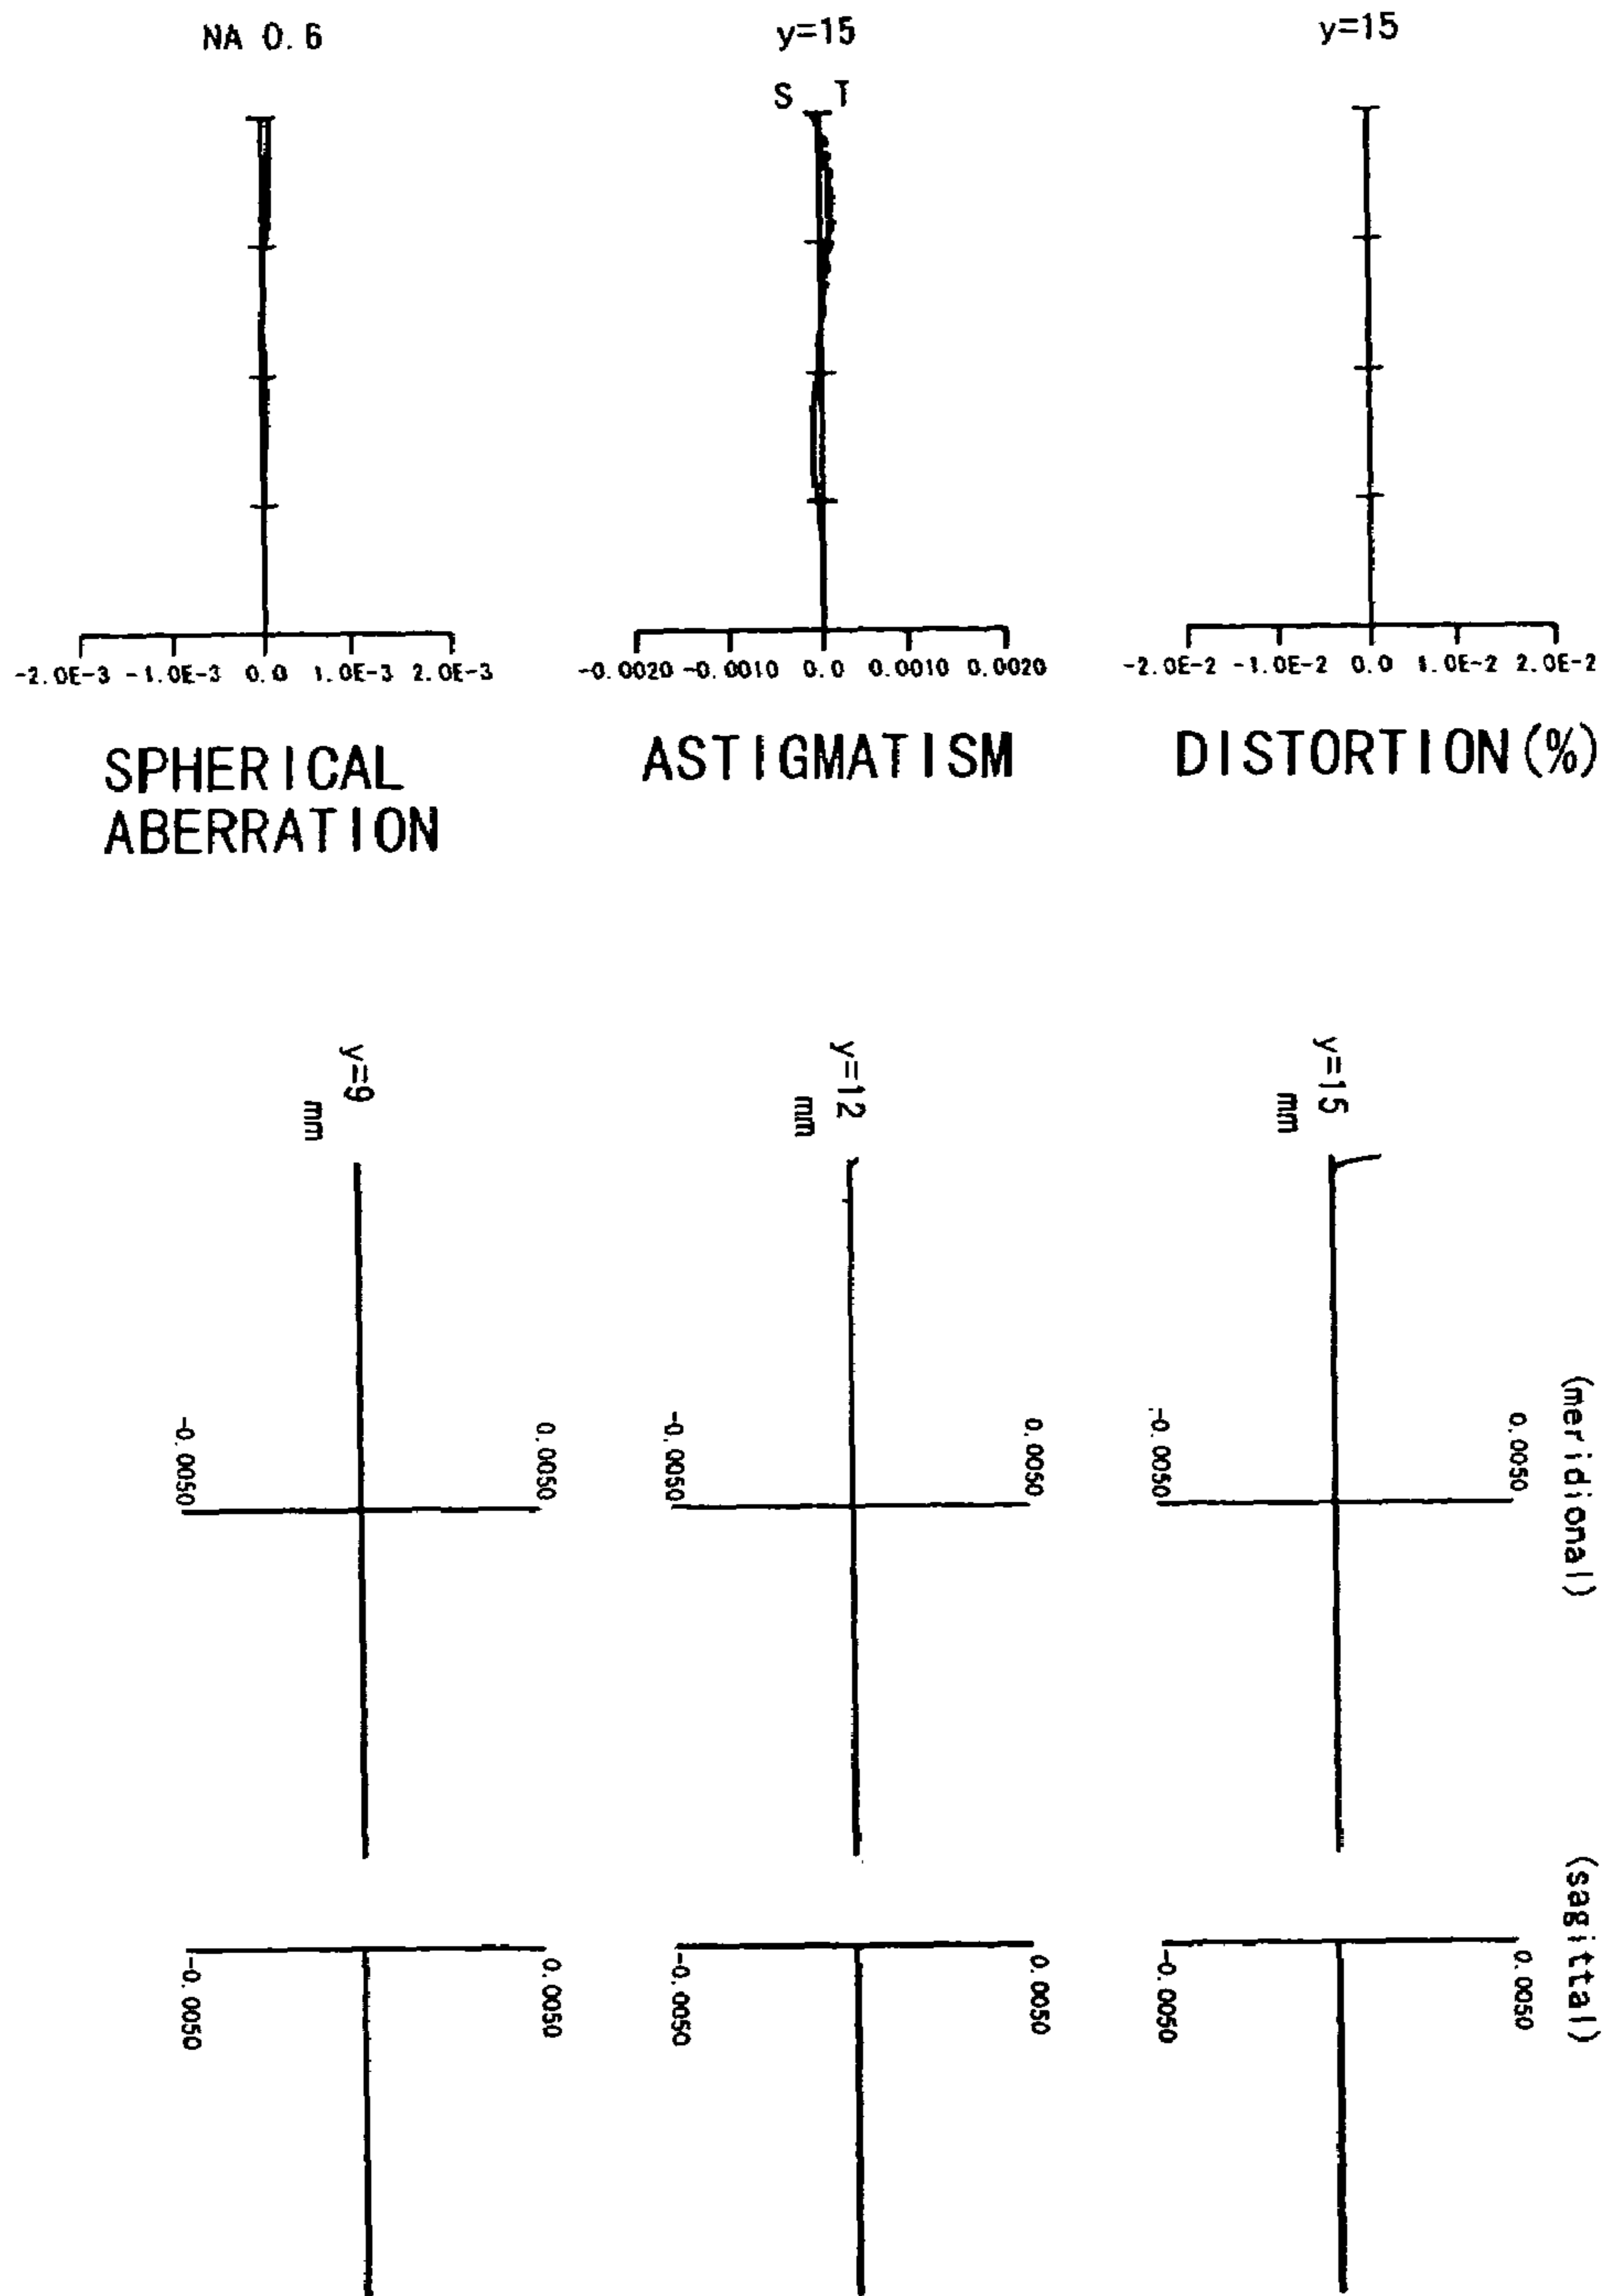 NA 0.6
y=15
y=15
S T
-2.0E-3 -1.0E-3 0.0 1.0E-3 2.0E-3
-0.0020 -0.0010 0.0 0.0010 0.0020
-2.0E-2 -1.0E-2 0.0 1.0E-2 2.0E-2
SPHERICAL
ABERRATION
ASTIGMATISM
DISTORTION(%)
y=9
mm
y=12
mm
y=15
mm
-0.0050
0.0050
-0.0050
0.0050
-0.0050
0.0050
(meridional)
-0.0050
0.0050
-0.0050
0.0050
-0.0050
0.0050
(sagittal)